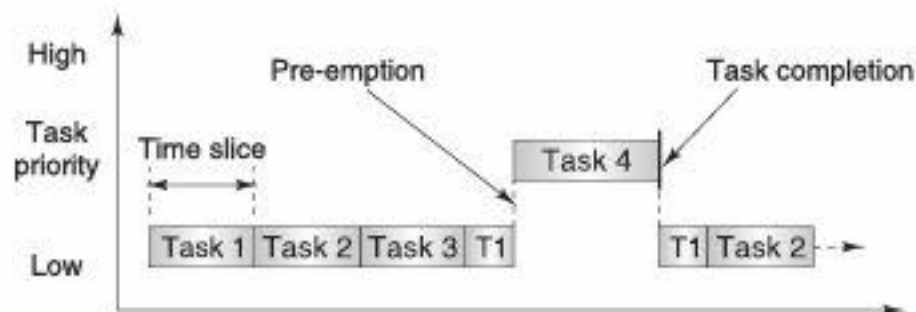 High
Pre-emption
Task completion
Task
priority
Time slice
Task 4
Task 1
Task 2
Task 3
T1
T1
Task 2
Low